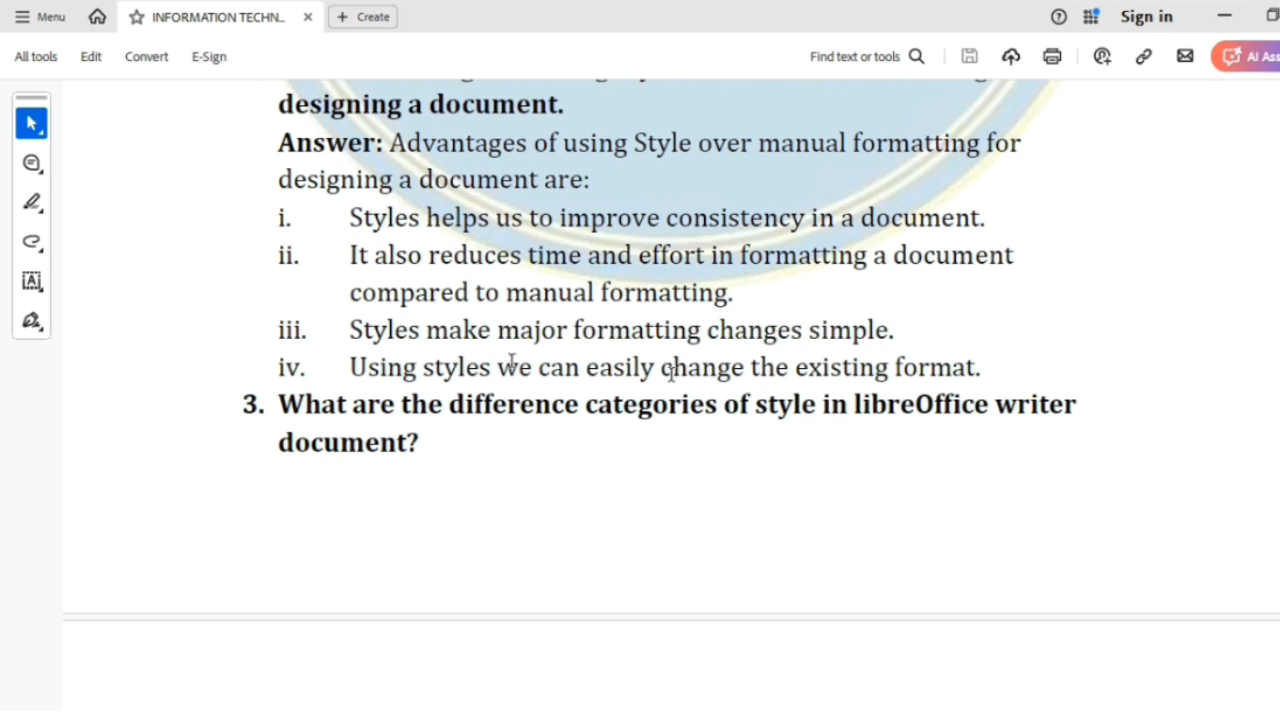 Menu
INFORMATION TECHN...
Create
Sign in
All tools
Edit
Convert
E-Sign
Find text or tools
AI Ass
designing a document.
Answer: Advantages of using Style over manual formatting for
designing a document are:
i. Styles helps us to improve consistency in a document.
ii. It also reduces time and effort in formatting a document
compared to manual formatting.
iii. Styles make major formatting changes simple.
iv. Using styles we can easily change the existing format.
3. What are the difference categories of style in libreOffice writer
document?